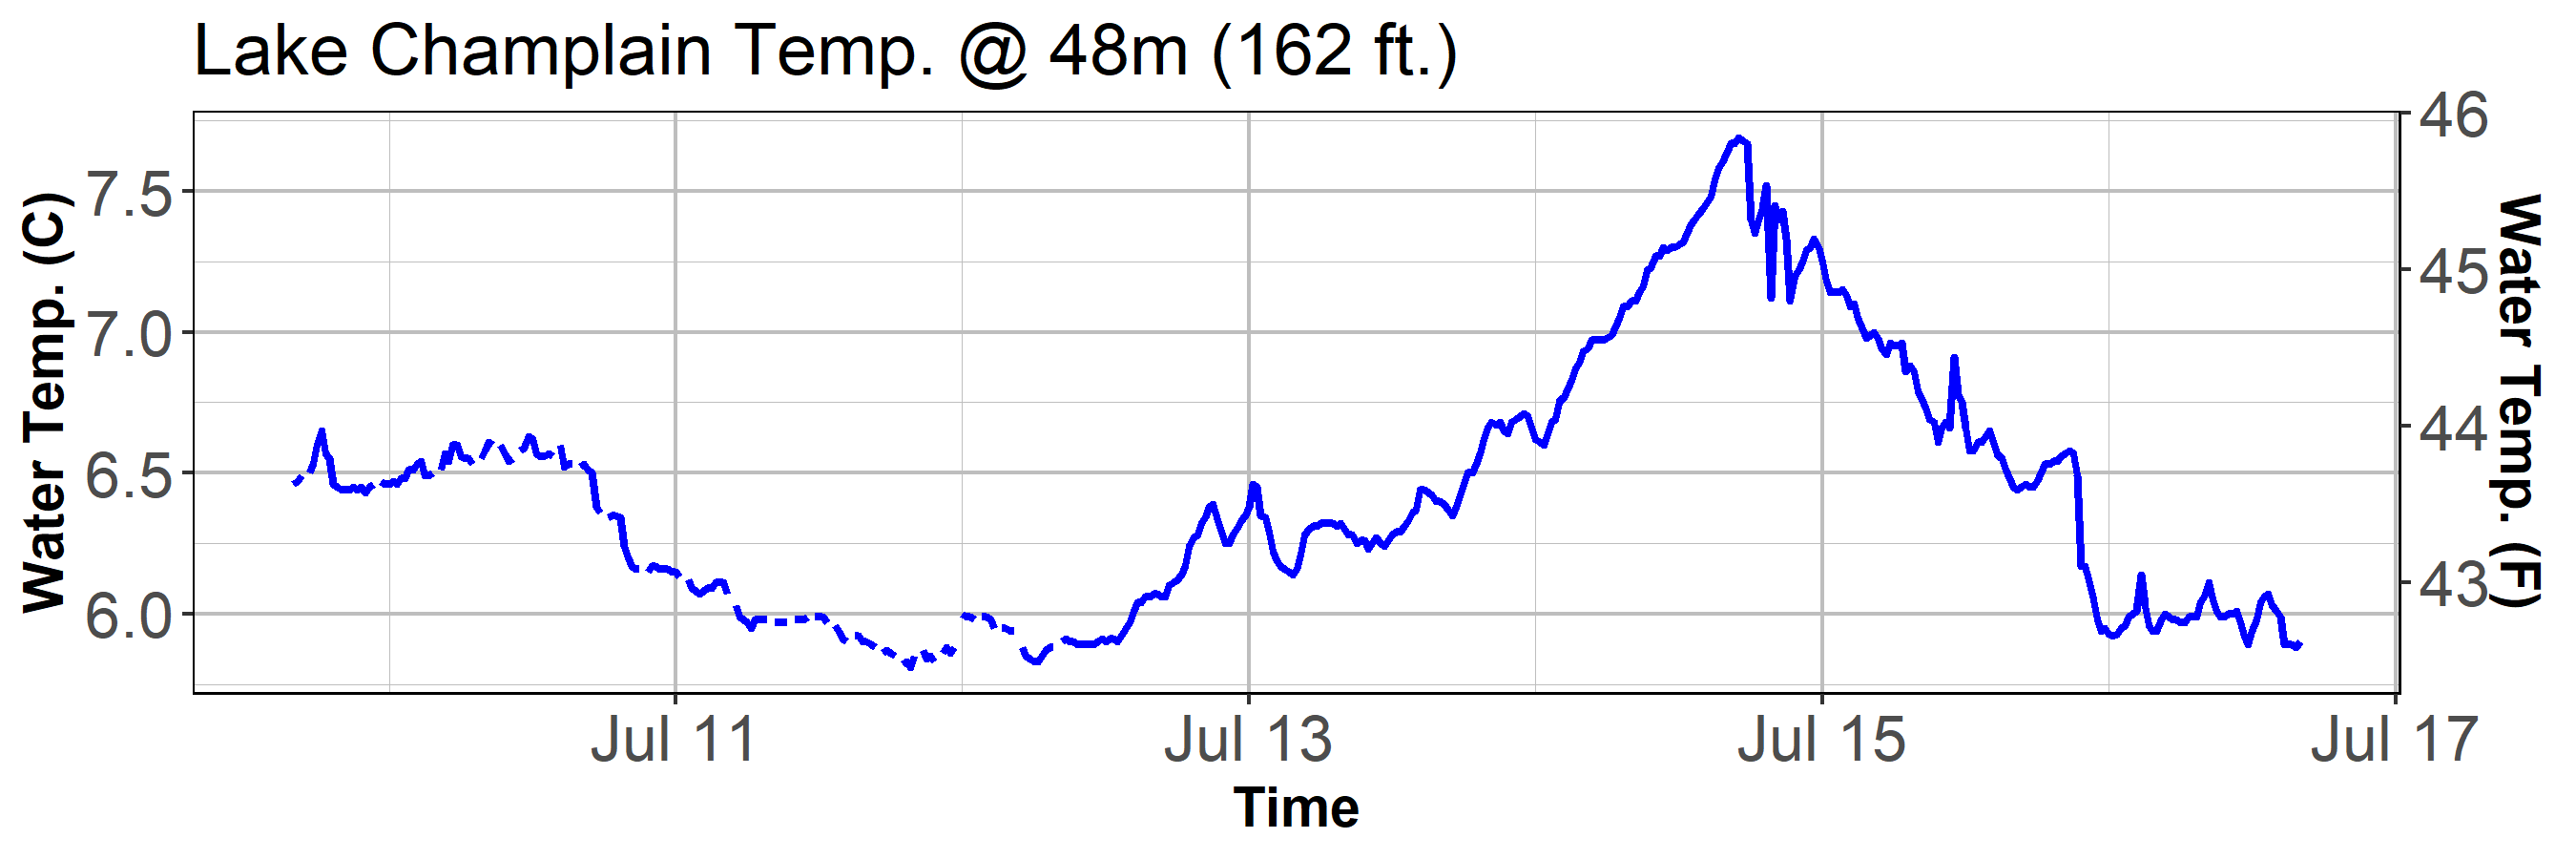 Lake Champlain Temp. @ 48m (162 ft.)
Water Temp. (C)
7.5
7.0
6.5
6.0
46
45
44
43
Water Temp. (F)
Jul 11
Jul 13
Jul 15
Jul 17
Time